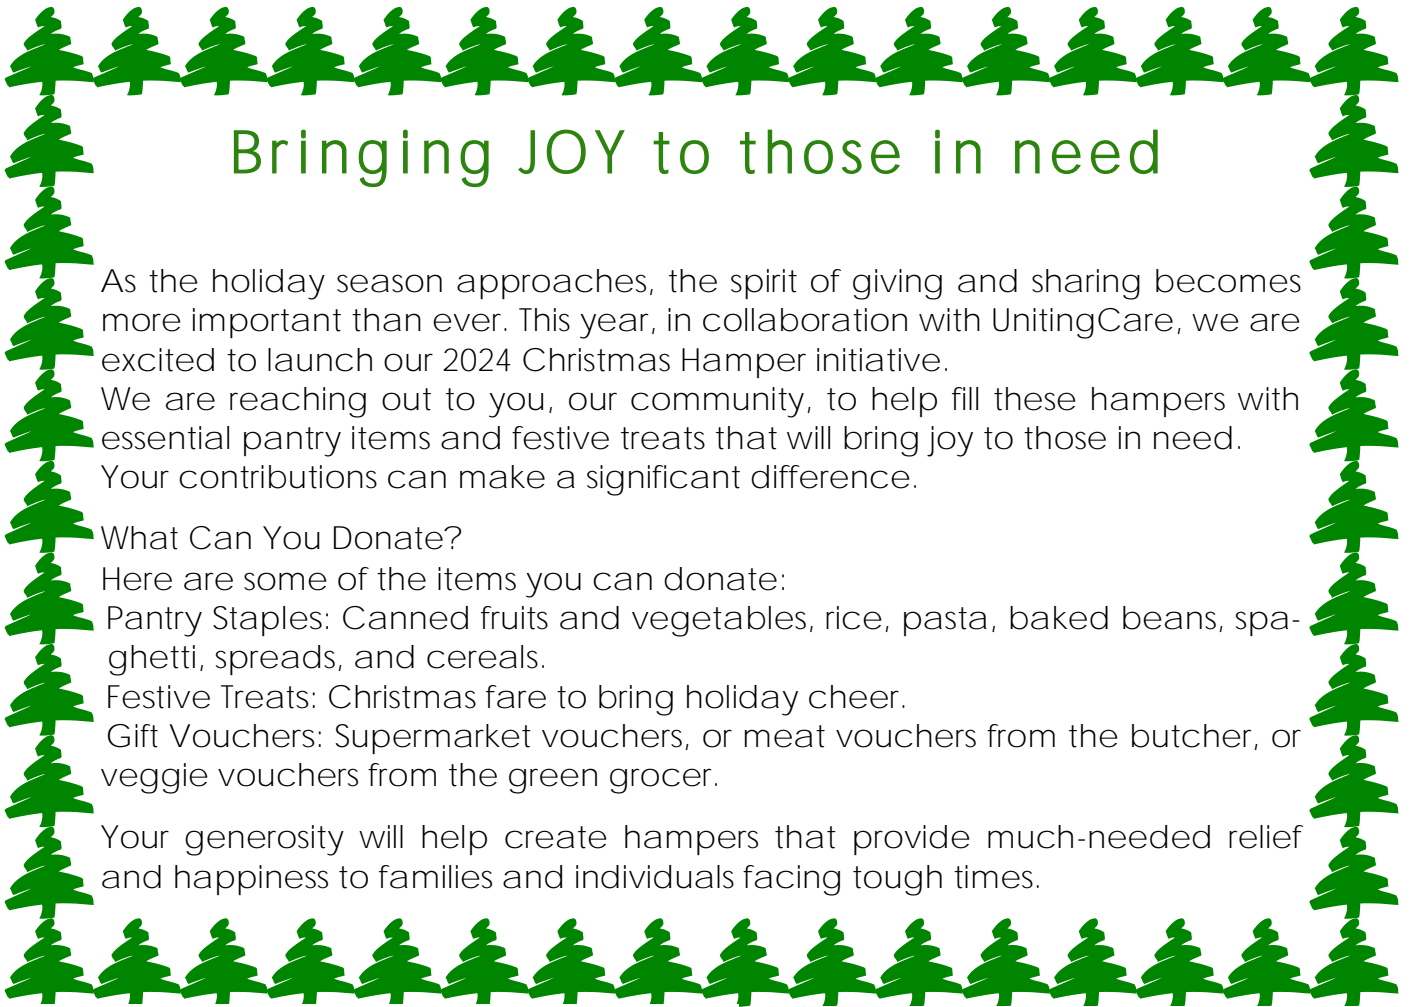 Bringing JOY to those in need
As the holiday season approaches, the spirit of giving and sharing becomes
more important than ever. This year, in collaboration with UnitingCare, we are
excited to launch our 2024 Christmas Hamper initiative.
We are reaching out to you, our community, to help fill these hampers with
essential pantry items and festive treats that will bring joy to those in need.
Your contributions can make a significant difference.
What Can You Donate?
Here are some of the items you can donate:
Pantry Staples: Canned fruits and vegetables, rice, pasta, baked beans, spa-
ghetti, spreads, and cereals.
Festive Treats: Christmas fare to bring holiday cheer.
Gift Vouchers: Supermarket vouchers, or meat vouchers from the butcher, or
veggie vouchers from the green grocer.
Your generosity will help create hampers that provide much-needed relief
and happiness to families and individuals facing tough times.